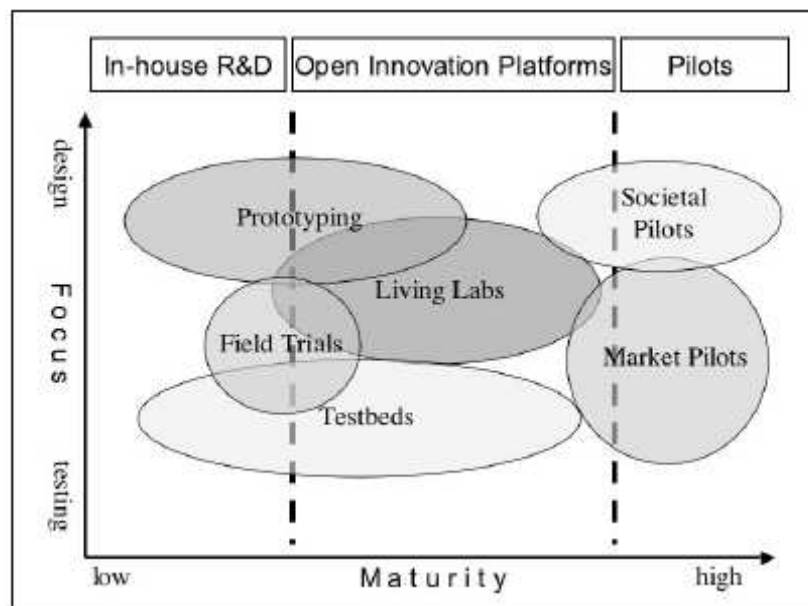 In-house R&D
Open Innovation Platforms
Pilots
design
Focus
testing
Prototyping
Societal
Pilots
Living Labs
Field Trials
Market Pilots
Testbeds
low
Maturity
high